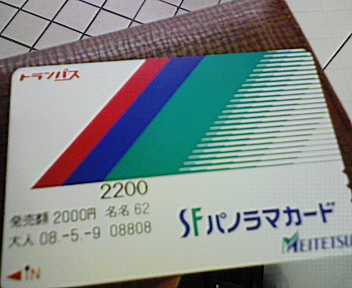 トランパス
2200
発売額 2000円 名名 62
大人 08.-5.-9 08808
SFパノラマカード
MEITETSU
◀IN